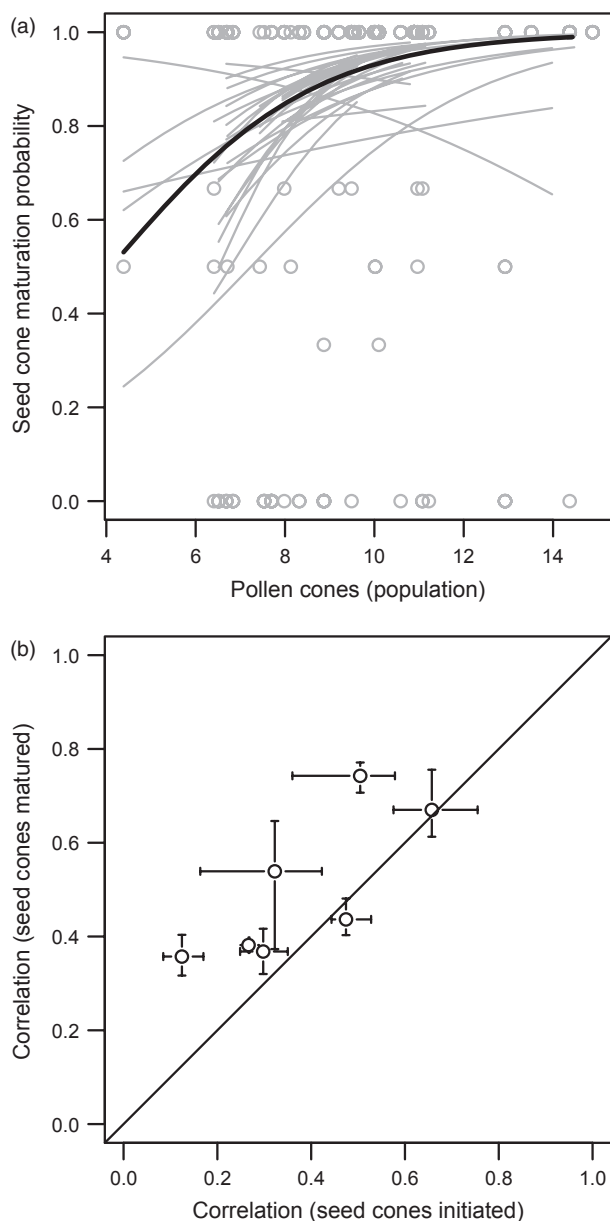 (a)
1.0
0.8
0.6
0.4
0.2
0.0
Seed cone maturation probability
4 6 8 10 12 14
Pollen cones (population)
(b)
1.0
0.8
0.6
0.4
0.2
0.0
Correlation (seed cones matured)
0.0 0.2 0.4 0.6 0.8 1.0
Correlation (seed cones initiated)